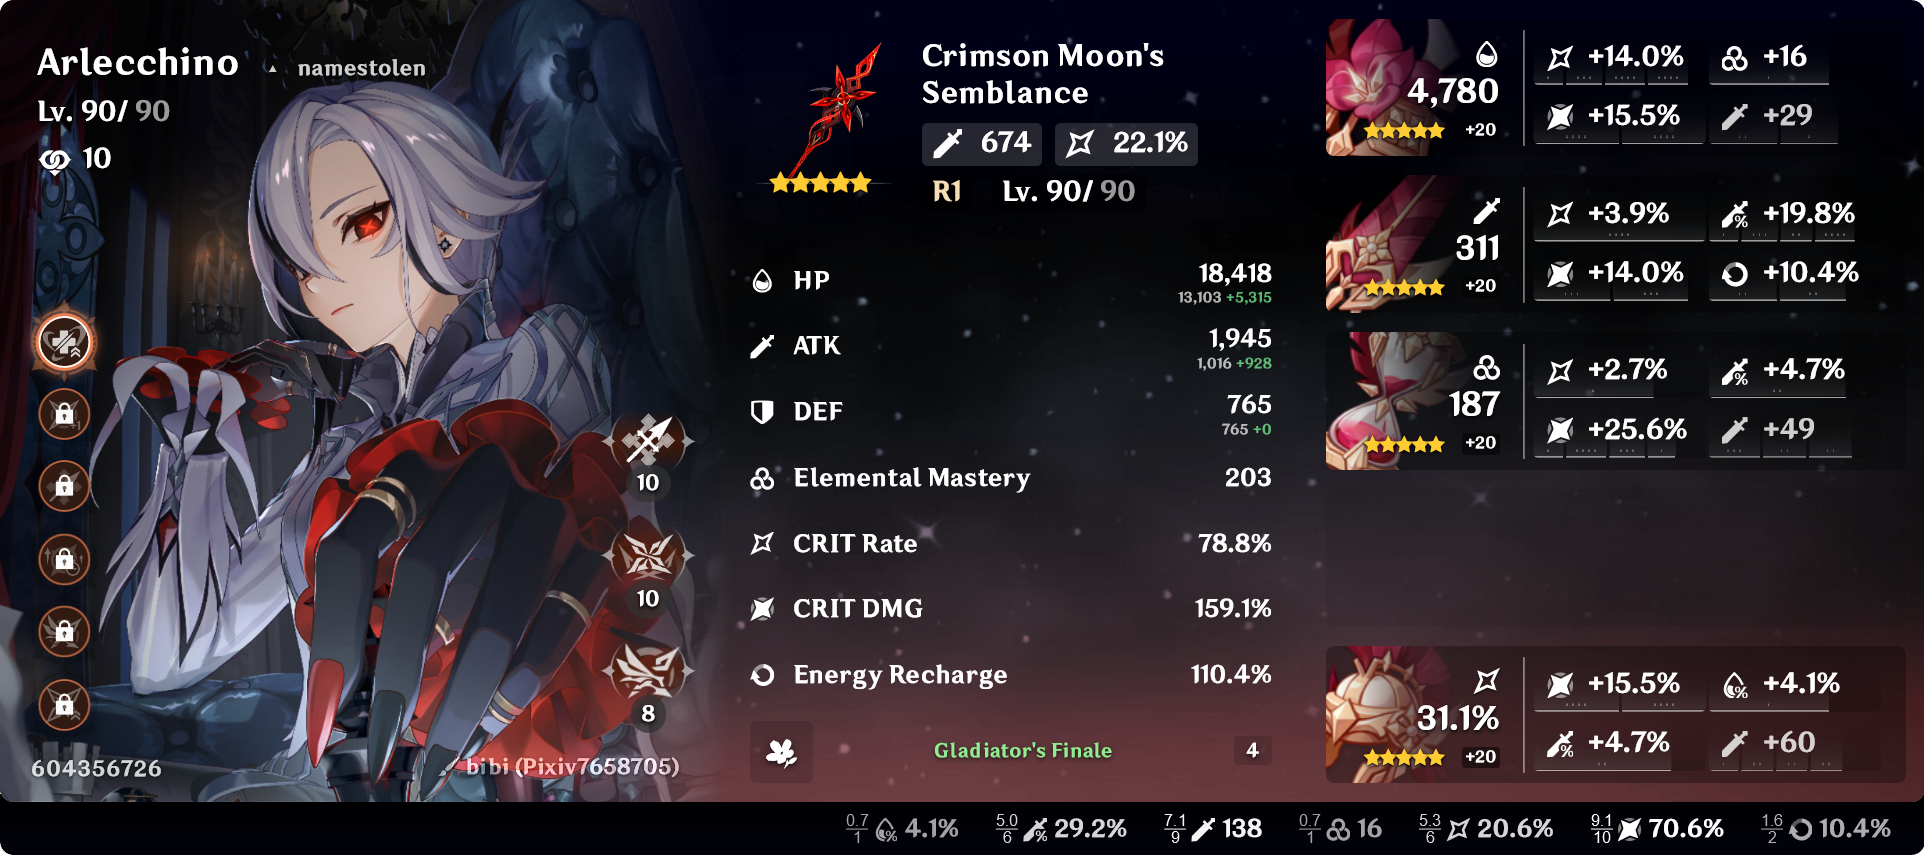 Arlecchino ▲ namestolen
Lv. 90/ 90
10
10
10
8
604356726
bibi (Pixiv7658705)
Crimson Moon's
Semblance
674 22.1%
R1 Lv. 90/ 90
HP 18,418
13,103 +5,315
ATK 1,945
1,016 +928
DEF 765
765 +0
Elemental Mastery 203
CRIT Rate 78.8%
CRIT DMG 159.1%
Energy Recharge 110.4%
Gladiator's Finale 4
4,780
+20
+14.0% +16
+15.5% +29
311
+20
+3.9% +19.8%
+14.0% +10.4%
187
+20
+2.7% +4.7%
+25.6% +49
31.1%
+20
+15.5% +4.1%
+4.7% +60
0.7/1 4.1% 5.0/6 29.2% 7.1/9 138 0.7/1 16 5.3/6 20.6% 9.1/10 70.6% 1.6/2 10.4%